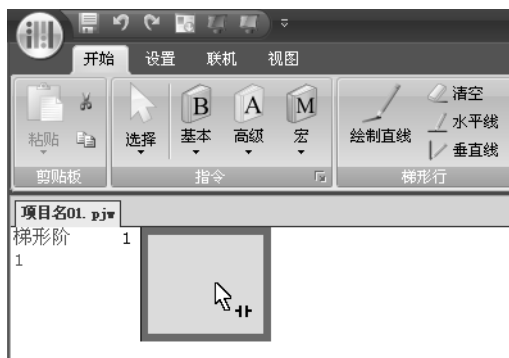 开始 设置 联机 视图
粘贴 选择 B 基本 A 高级 M 宏 绘制直线 清空
水平线
垂直线
剪贴板 指令 梯形行
项目名01. pjw
梯形阶 1
1